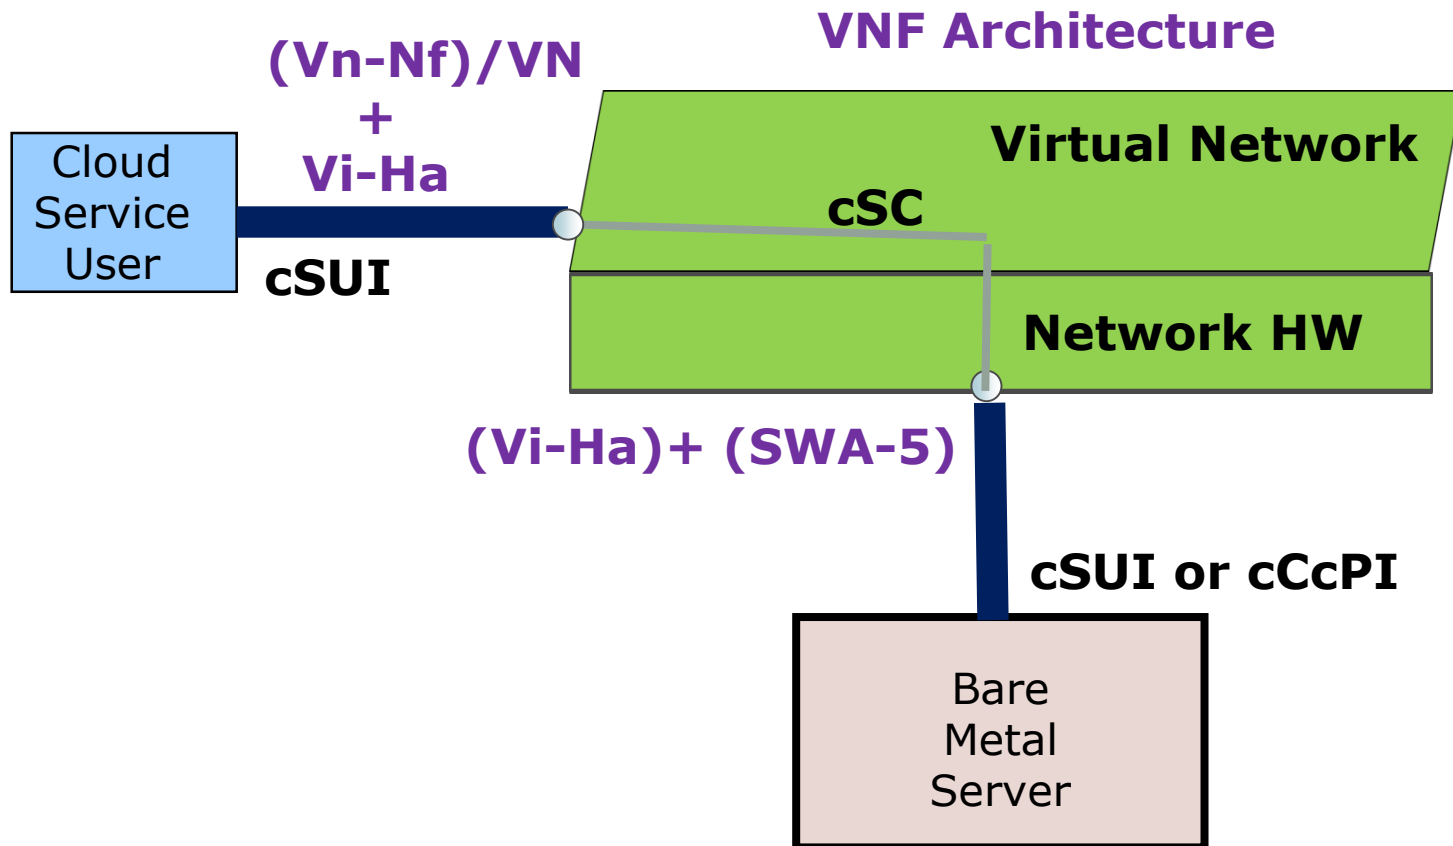 VNF Architecture
(Vn-Nf)/VN
+
Vi-Ha
Cloud
Service
User
cSUI
Virtual Network
cSC
Network HW
(Vi-Ha)+ (SWA-5)
cSUI or cCcPI
Bare
Metal
Server